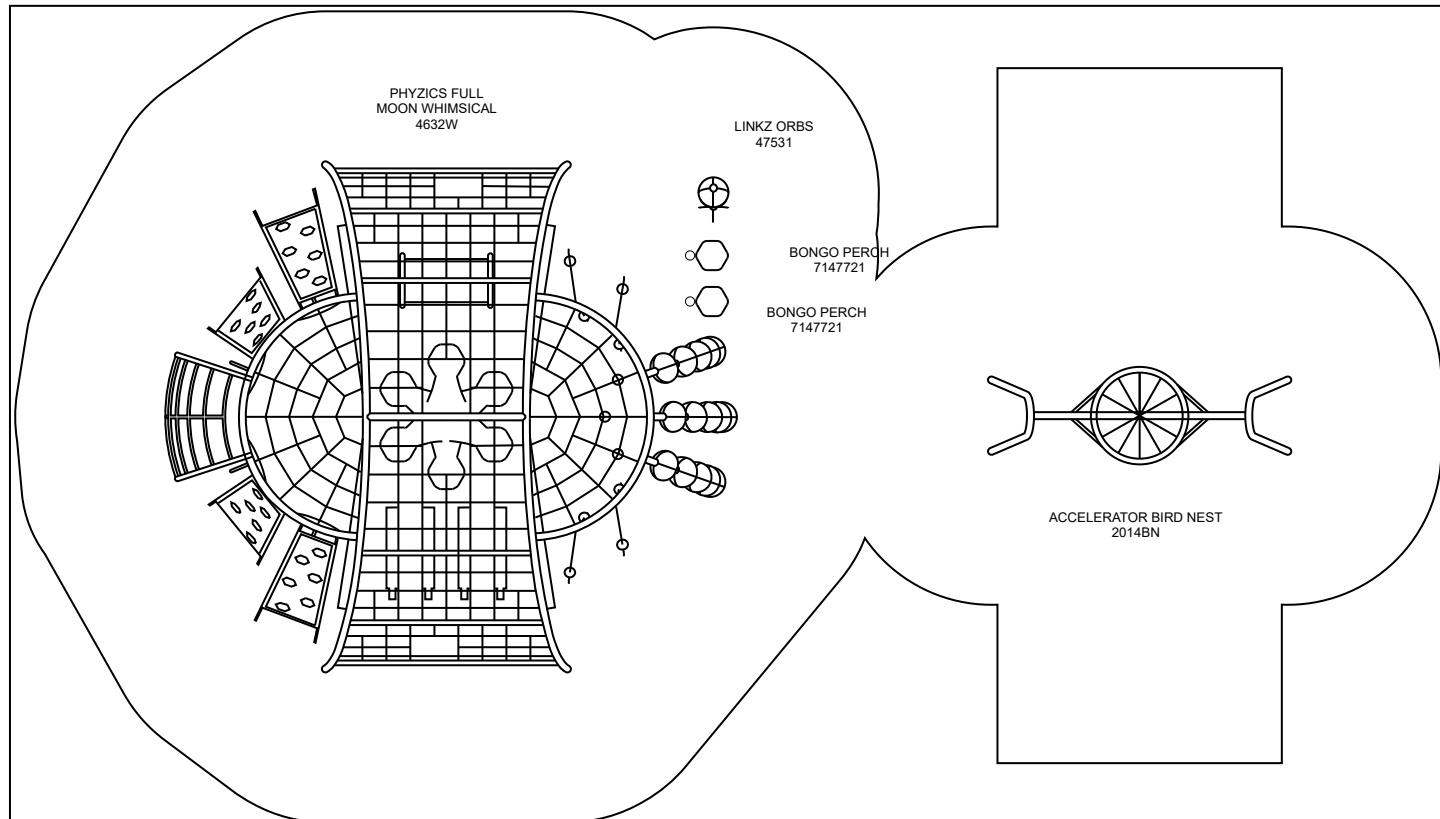 PHYZICS FULL
MOON WHIMSICAL
4632W
LINKZ ORBS
47531
BONGO PERCH
7147721
BONGO PERCH
7147721
ACCELERATOR BIRD NEST
2014BN